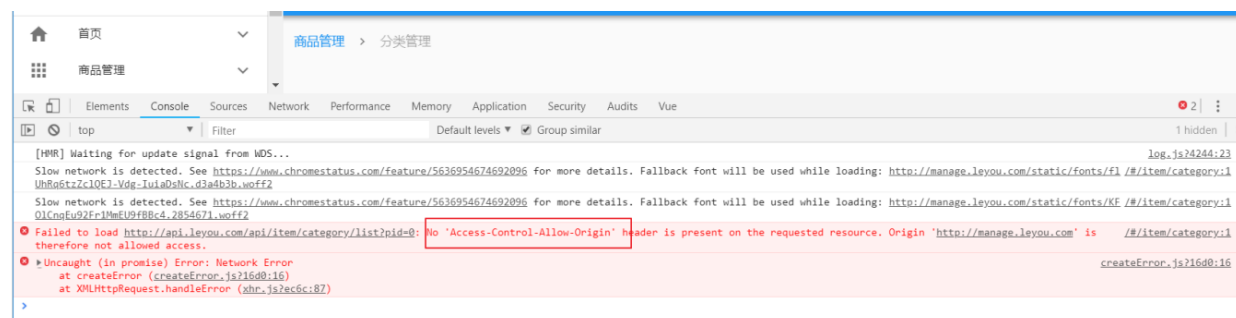 首页
商品管理 > 分类管理
商品管理
Elements Console Sources Network Performance Memory Application Security Audits Vue 2
top Filter Default levels Group similar 1 hidden
[HMR] Waiting for update signal from WDS... log.js?4244:23
Slow network is detected. See https://www.chromestatus.com/feature/5636954674692096 for more details. Fallback font will be used while loading: http://manage.leyou.com/static/fonts/fl /#/item/category:1
UhRq6tzZclQEJ-Vdg-IuiaDsNc.d3a4b3b.woff2
Slow network is detected. See https://www.chromestatus.com/feature/5636954674692096 for more details. Fallback font will be used while loading: http://manage.leyou.com/static/fonts/KF /#/item/category:1
OlCnqEu92Fr1MmEU9fBBc4.2854671.woff2
Failed to load http://api.leyou.com/api/item/category/list?pid=0: No 'Access-Control-Allow-Origin' header is present on the requested resource. Origin 'http://manage.leyou.com' is /#/item/category:1
therefore not allowed access.
Uncaught (in promise) Error: Network Error createError.js?16d0:16
at createError (createError.js?16d0:16)
at XMLHttpRequest.handleError (xhr.js?ec6c:87)
>